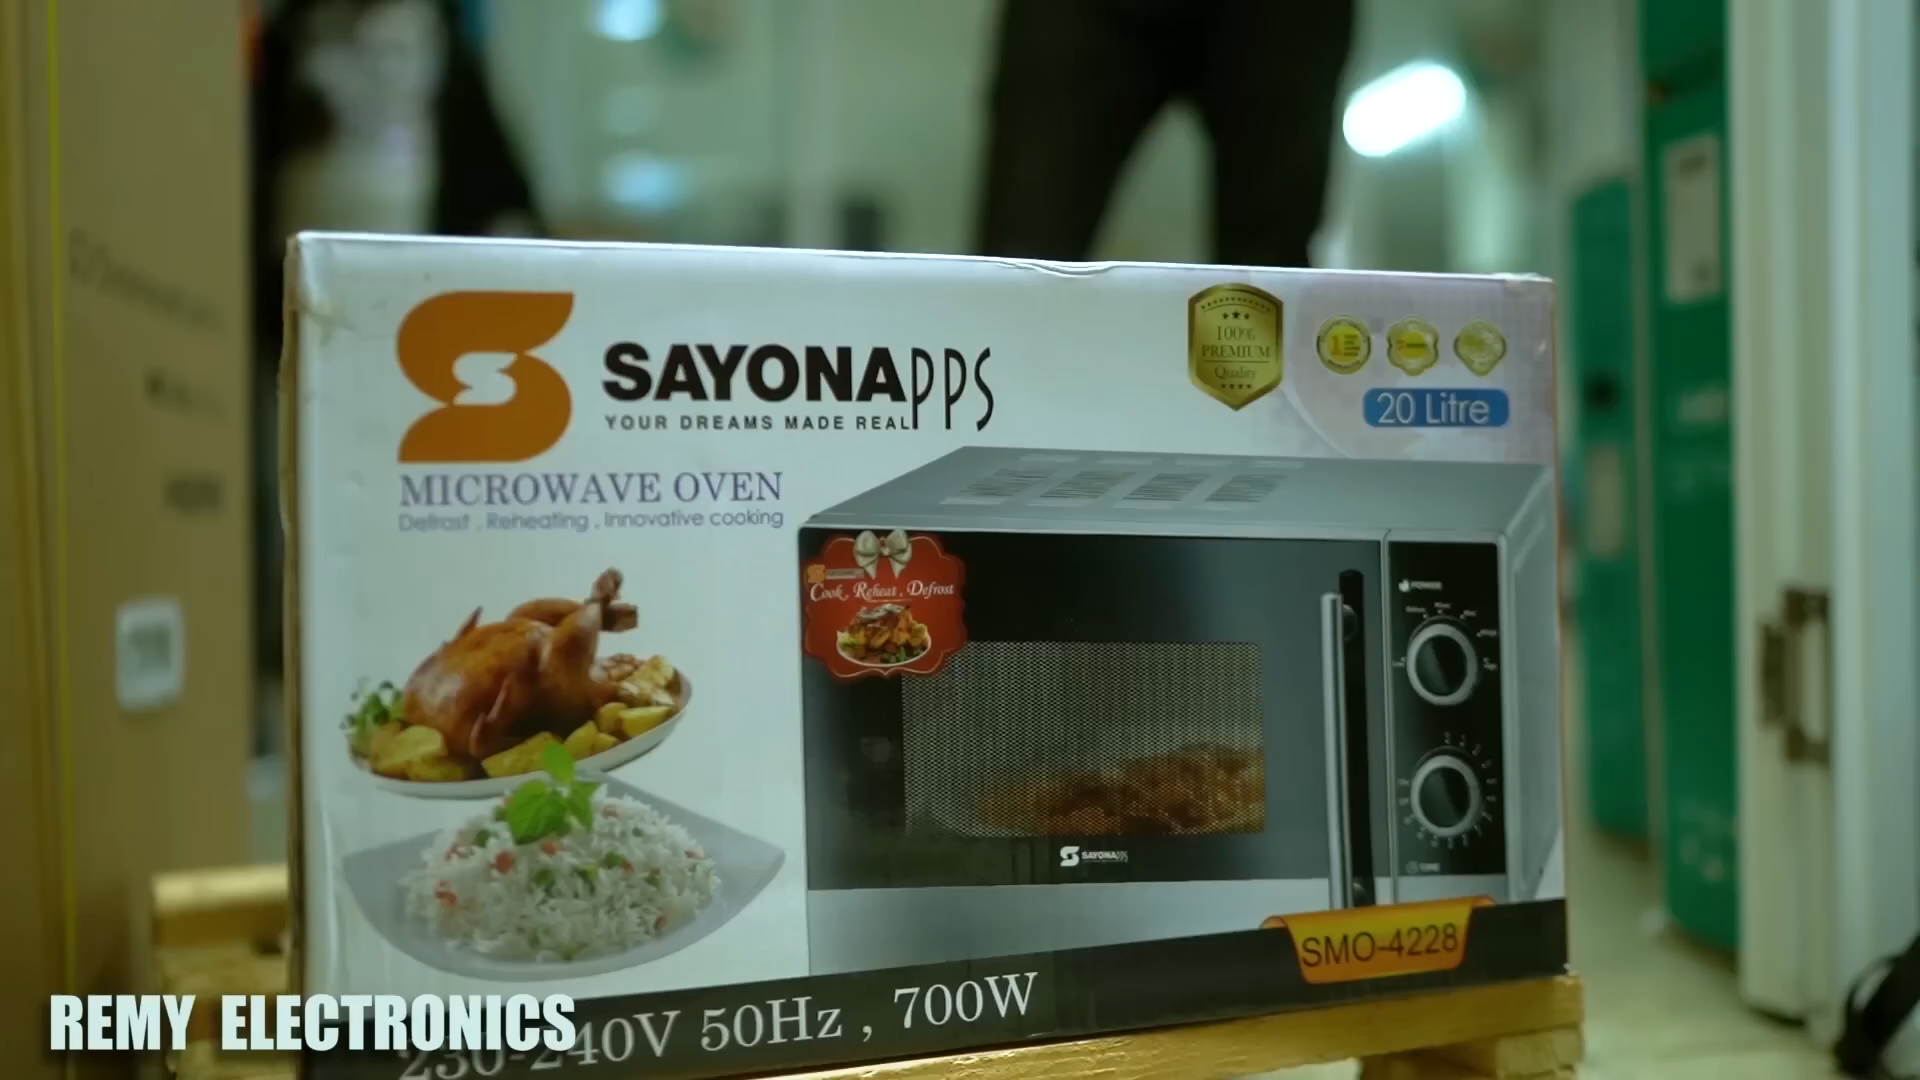 SAYONAPPS
YOUR DREAMS MADE REAL
MICROWAVE OVEN
Defrost , Reheating , Innovative cooking
100%
PREMIUM
Quality
20 Litre
Cook, Reheat, Defrost
POWER
SAYONAPPS
TIME
SMO-4228
230-240V 50Hz , 700W
REMY ELECTRONICS